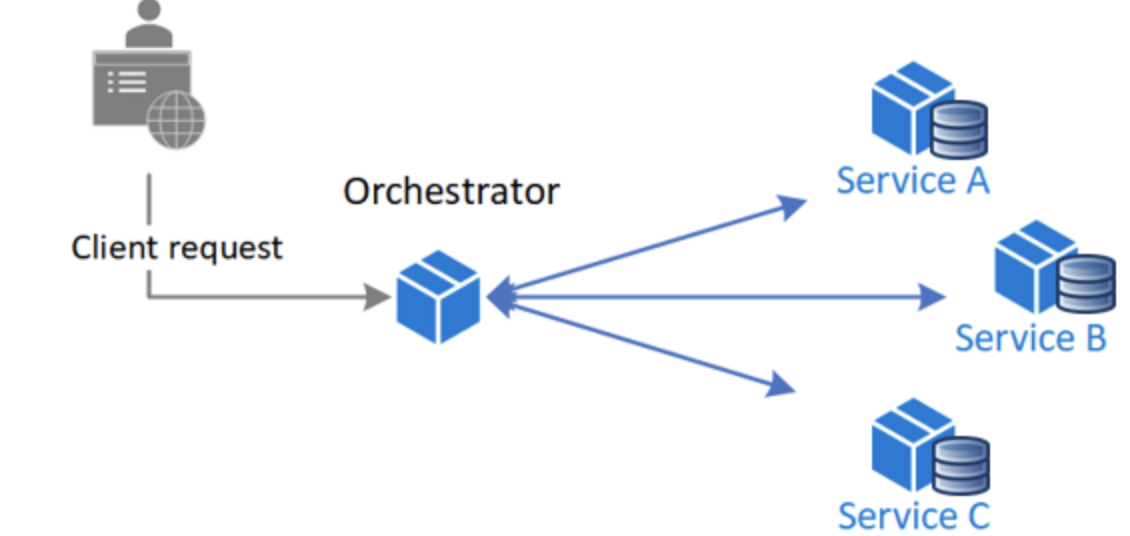 Service A
Orchestrator
Client request
Service B
Service C